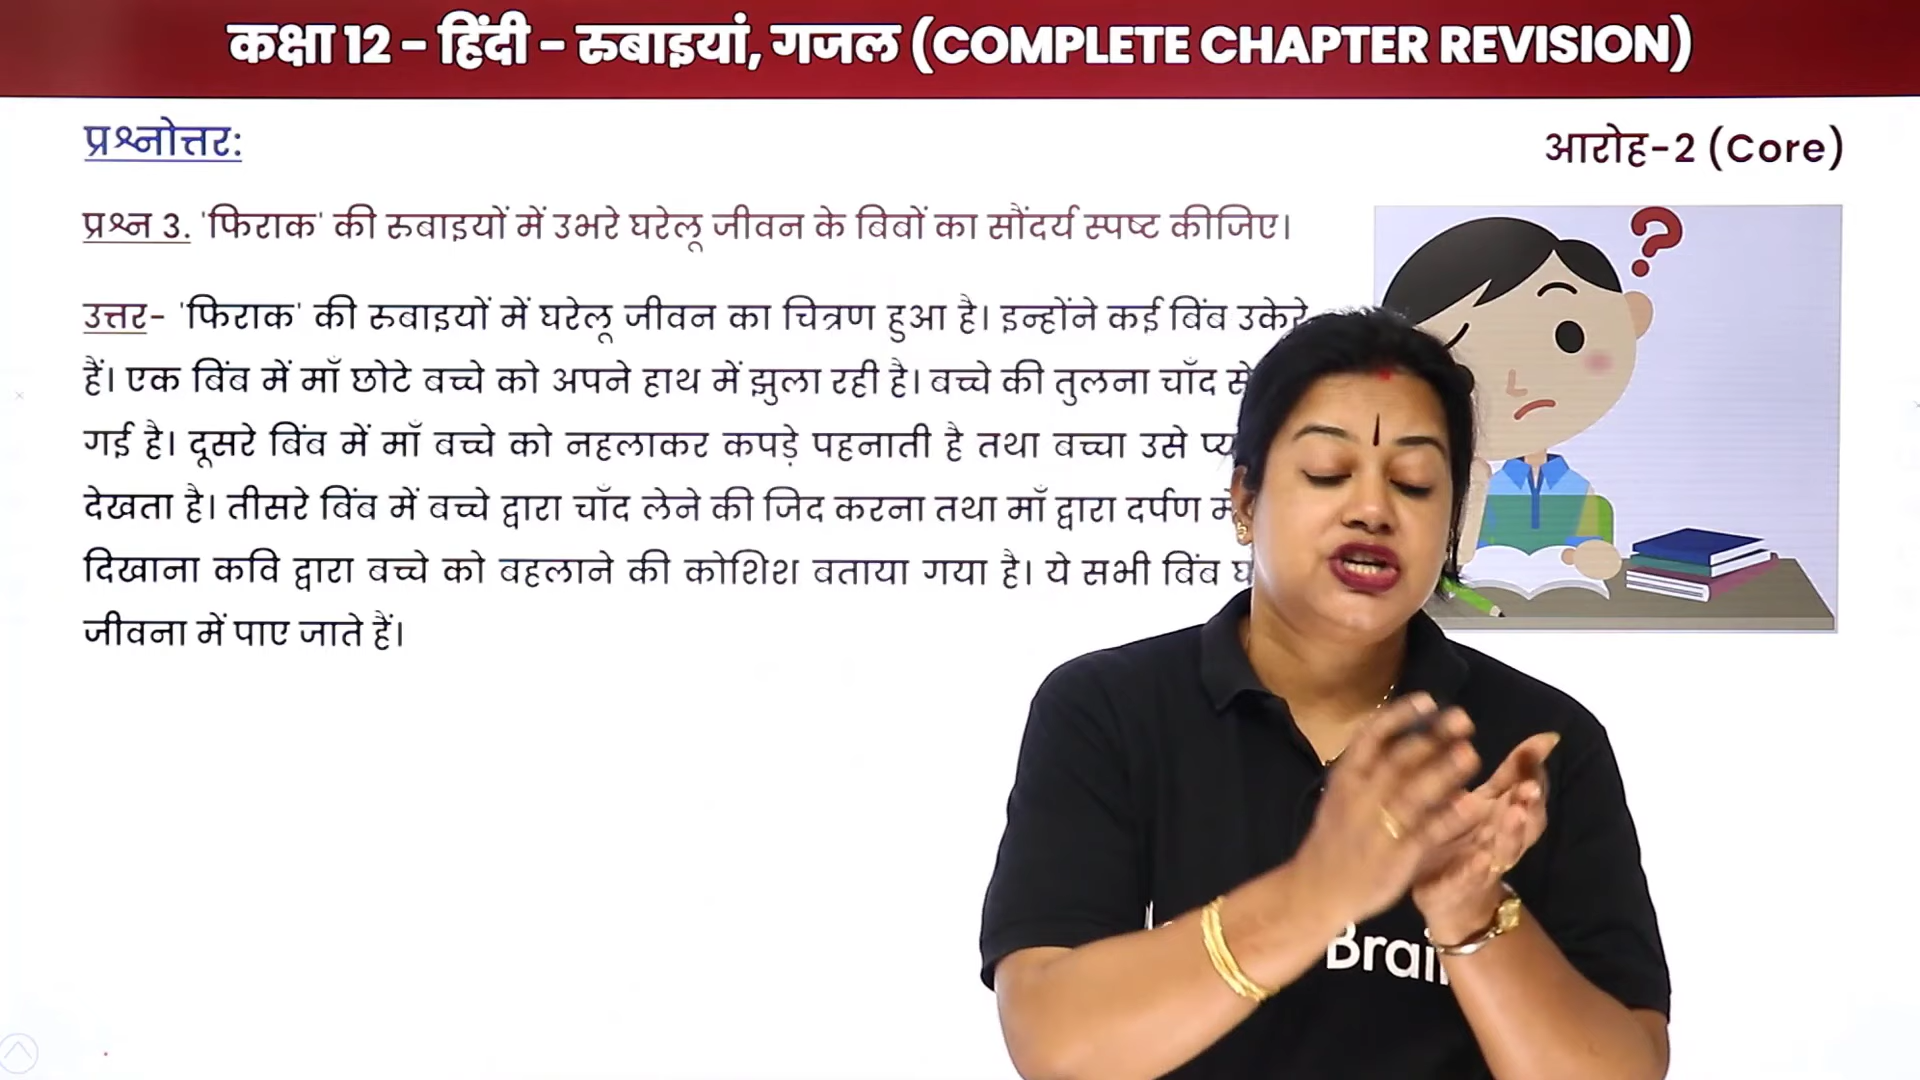 कक्षा 12 - हिंदी - रुबाइयां, गजल (COMPLETE CHAPTER REVISION)
प्रश्नोत्तर:
आरोह-2 (Core)
प्रश्न 3. 'फिराक' की रुबाइयों में उभरे घरेलू जीवन के बिबों का सौंदर्य स्पष्ट कीजिए।
उत्तर- 'फिराक' की रुबाइयों में घरेलू जीवन का चित्रण हुआ है। इन्होंने कई बिंब उकेरे
हैं। एक बिंब में माँ छोटे बच्चे को अपने हाथ में झुला रही है। बच्चे की तुलना चाँद से
गई है। दूसरे बिंब में माँ बच्चे को नहलाकर कपड़े पहनाती है तथा बच्चा उसे
देखता है। तीसरे बिंब में बच्चे द्वारा चाँद लेने की जिद करना तथा माँ द्वारा दर्पण में
दिखाना कवि द्वारा बच्चे को बहलाने की कोशिश बताया गया है। ये सभी बिंब
जीवना में पाए जाते हैं।
?
Brai